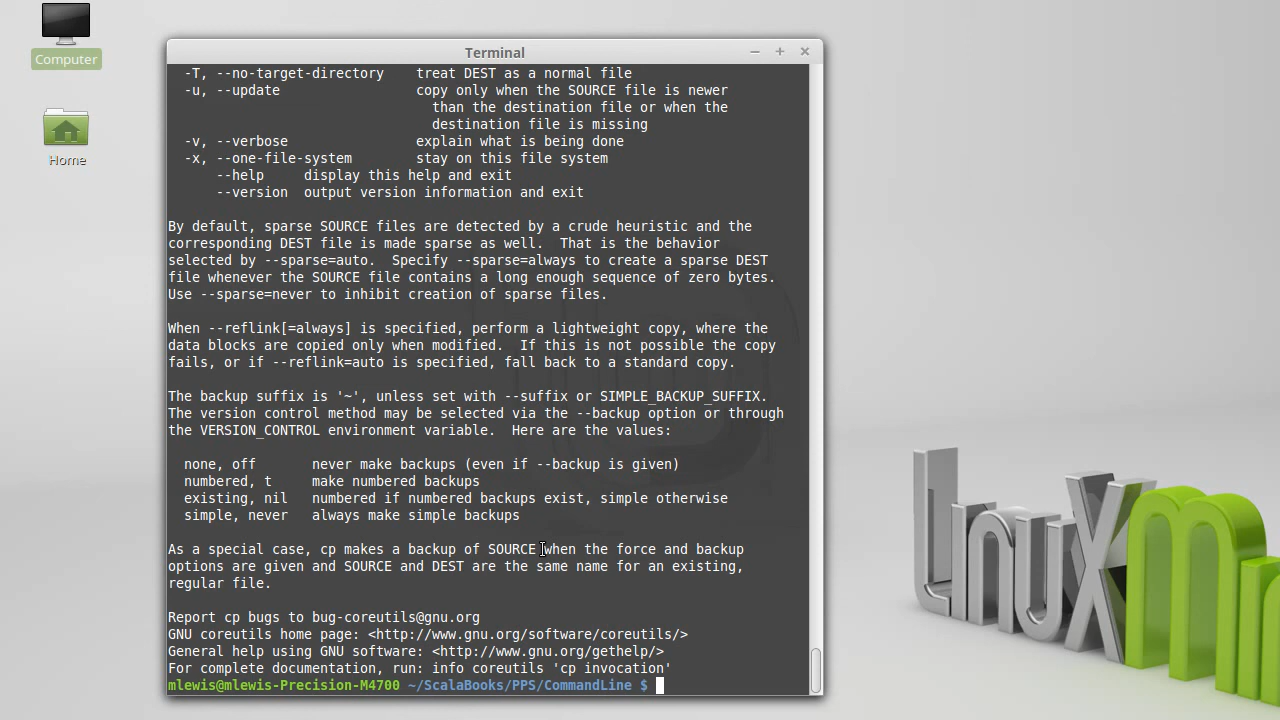 Computer
Home
Terminal
-T, --no-target-directory    treat DEST as a normal file
-u, --update                 copy only when the SOURCE file is newer
than the destination file or when the
destination file is missing
-v, --verbose                explain what is being done
-x, --one-file-system        stay on this file system
--help     display this help and exit
--version  output version information and exit
By default, sparse SOURCE files are detected by a crude heuristic and the
corresponding DEST file is made sparse as well.  That is the behavior
selected by --sparse=auto.  Specify --sparse=always to create a sparse DEST
file whenever the SOURCE file contains a long enough sequence of zero bytes.
Use --sparse=never to inhibit creation of sparse files.
When --reflink[=always] is specified, perform a lightweight copy, where the
data blocks are copied only when modified.  If this is not possible the copy
fails, or if --reflink=auto is specified, fall back to a standard copy.
The backup suffix is '~', unless set with --suffix or SIMPLE_BACKUP_SUFFIX.
The version control method may be selected via the --backup option or through
the VERSION_CONTROL environment variable.  Here are the values:
none, off       never make backups (even if --backup is given)
numbered, t     make numbered backups
existing, nil   numbered if numbered backups exist, simple otherwise
simple, never   always make simple backups
As a special case, cp makes a backup of SOURCE when the force and backup
options are given and SOURCE and DEST are the same name for an existing,
regular file.
Report cp bugs to bug-coreutils@gnu.org
GNU coreutils home page: <http://www.gnu.org/software/coreutils/>
General help using GNU software: <http://www.gnu.org/gethelp/>
For complete documentation, run: info coreutils 'cp invocation'
mlewis@mlewis-Precision-M4700 ~/ScalaBooks/PPS/CommandLine $
LinuxMin